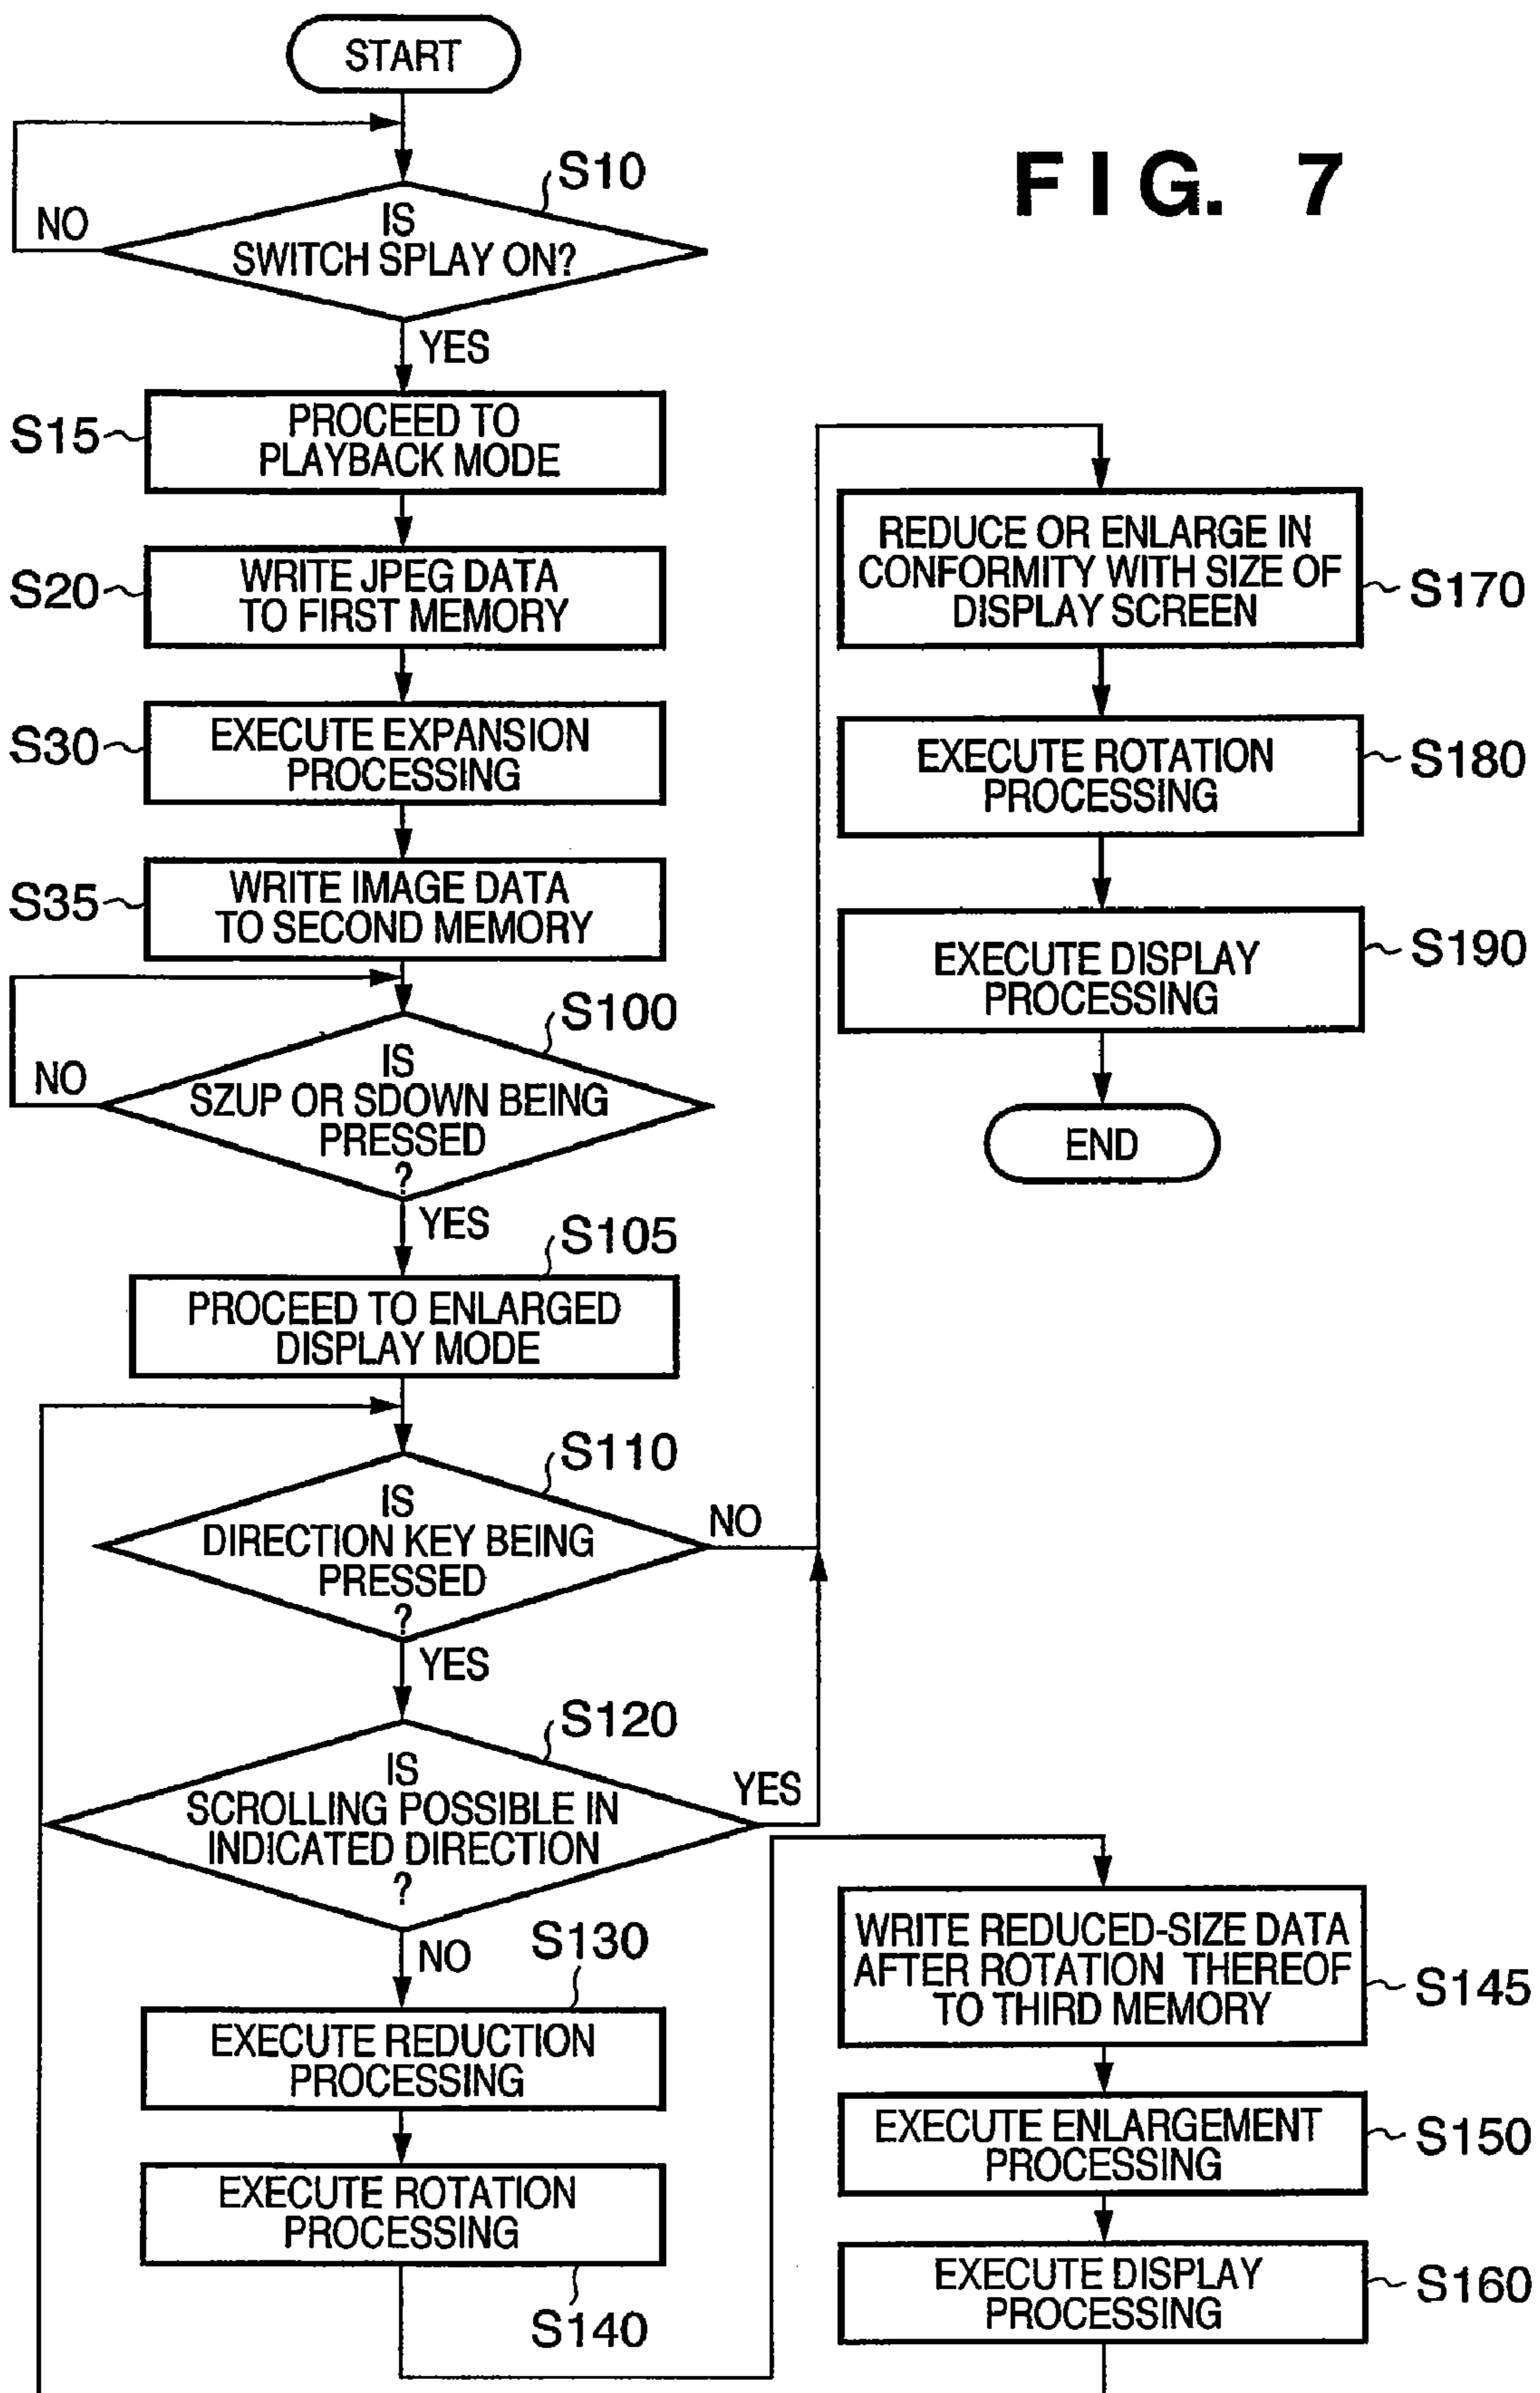 START
FIG. 7
S10
NO
IS
SWITCH SPLAY ON?
YES
S15
PROCEED TO
PLAYBACK MODE
S20
WRITE JPEG DATA
TO FIRST MEMORY
S30
EXECUTE EXPANSION
PROCESSING
S35
WRITE IMAGE DATA
TO SECOND MEMORY
S100
NO
IS
SZUP OR SDOWN BEING
PRESSED
?
YES
S105
PROCEED TO ENLARGED
DISPLAY MODE
S110
IS
DIRECTION KEY BEING
PRESSED
?
NO
YES
S120
IS
SCROLLING POSSIBLE IN
INDICATED DIRECTION
?
YES
NO
S130
EXECUTE REDUCTION
PROCESSING
EXECUTE ROTATION
PROCESSING
S140
REDUCE OR ENLARGE IN
CONFORMITY WITH SIZE OF
DISPLAY SCREEN
S170
EXECUTE ROTATION
PROCESSING
S180
EXECUTE DISPLAY
PROCESSING
S190
END
WRITE REDUCED-SIZE DATA
AFTER ROTATION THEREOF
TO THIRD MEMORY
S145
EXECUTE ENLARGEMENT
PROCESSING
S150
EXECUTE DISPLAY
PROCESSING
S160